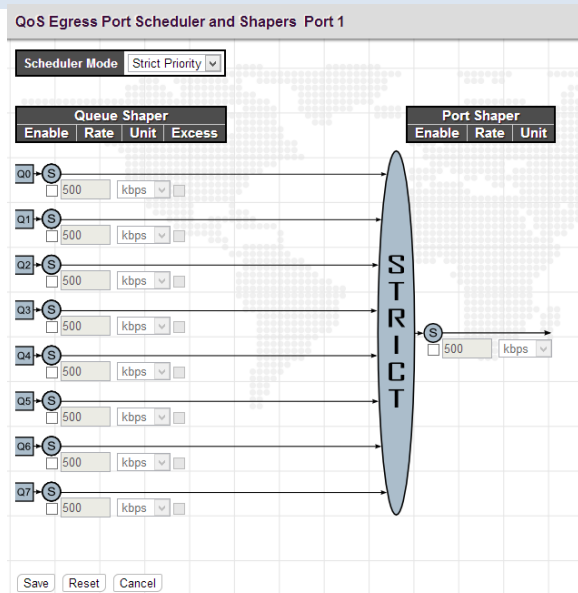 QoS Egress Port Scheduler and Shapers Port 1
Scheduler Mode Strict Priority
Queue Shaper
Enable Rate Unit Excess
Port Shaper
Enable Rate Unit
Q0 S
500 kbps
Q1 S
500 kbps
Q2 S
500 kbps
Q3 S
500 kbps
Q4 S
500 kbps
Q5 S
500 kbps
Q6 S
500 kbps
Q7 S
500 kbps
STRICT
S
500 kbps
Save Reset Cancel